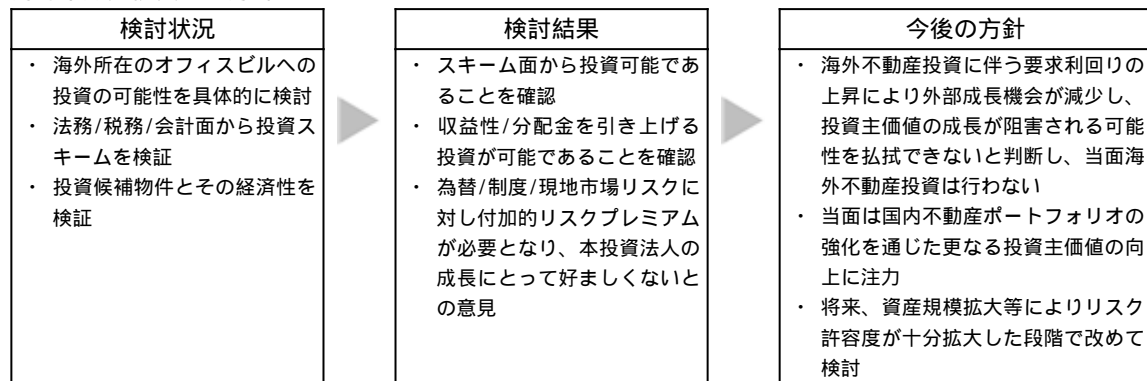 検討状況
・ 海外所在のオフィスビルへの
投資の可能性を具体的に検討
・ 法務/税務/会計面から投資ス
キームを検証
・ 投資候補物件とその経済性を
検証
検討結果
・ スキーム面から投資可能であ
ることを確認
・ 収益性/分配金を引き上げる
投資が可能であることを確認
・ 為替/制度/現地市場リスクに
対し付加的リスクプレミアム
が必要となり、本投資法人の
成長にとって好ましくないと
の意見
今後の方針
・ 海外不動産投資に伴う要求利回りの
上昇により外部成長機会が減少し、
投資主価値の成長が阻害される可能
性を払拭できないと判断し、当面海
外不動産投資は行わない
・ 当面は国内不動産ポートフォリオの
強化を通じた更なる投資主価値の向
上に注力
・ 将来、資産規模拡大等によりリスク
許容度が十分拡大した段階で改めて
検討